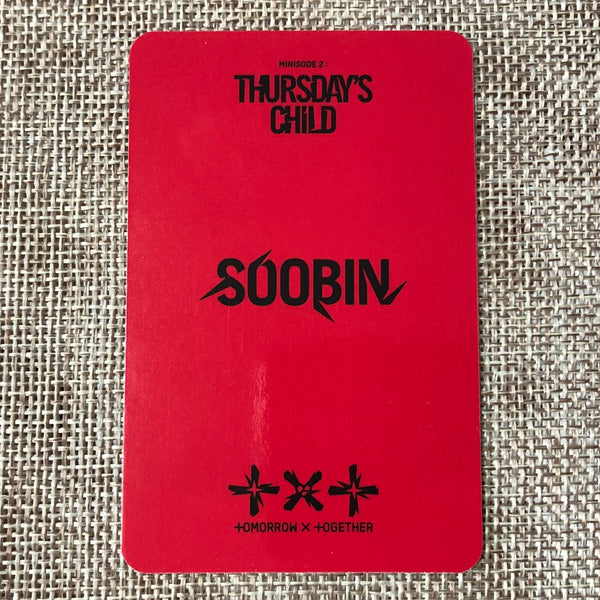 MINISODE 2 :
THURSDAY'S
CHiLD
SOOBIN
TOMORROW X TOGETHER